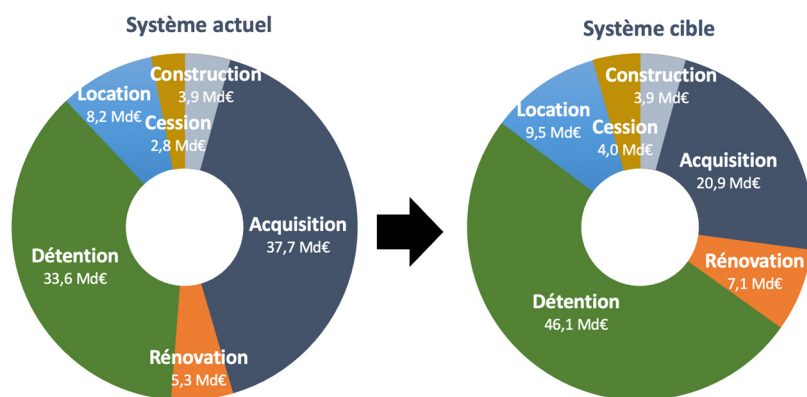 Système actuel
Construction
3,9 Md€
Location
8,2 Md€
Cession
2,8 Md€
Acquisition
37,7 Md€
Détention
33,6 Md€
Rénovation
5,3 Md€
Système cible
Construction
3,9 Md€
Location
9,5 Md€
Cession
4,0 Md€
Acquisition
20,9 Md€
Rénovation
7,1 Md€
Détention
46,1 Md€